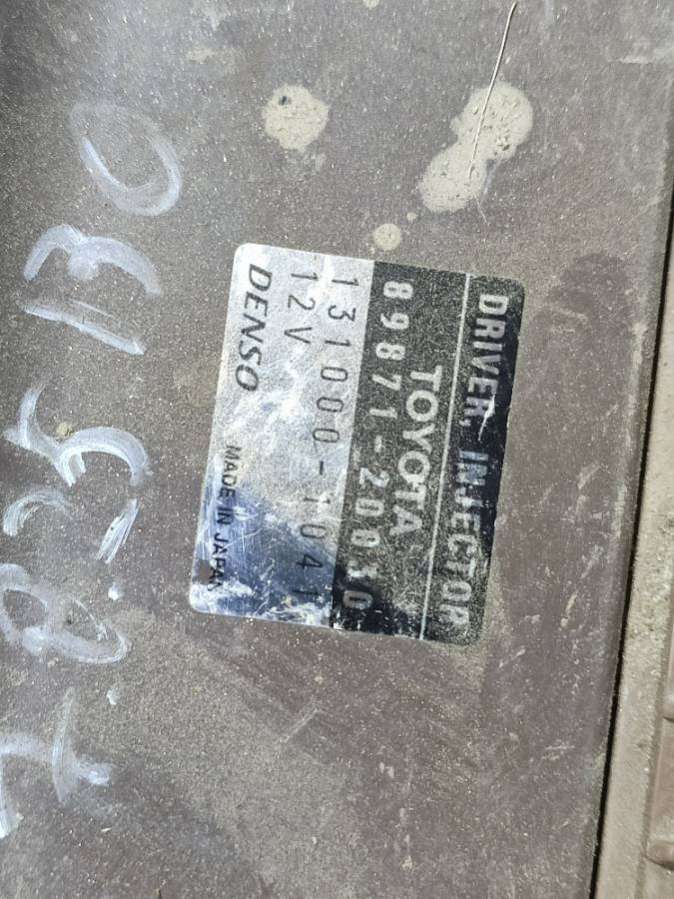 DRIVER, INJECTOR
TOYOTA
89871-20030
131000-1041
12V
DENSO MADE IN JAPAN